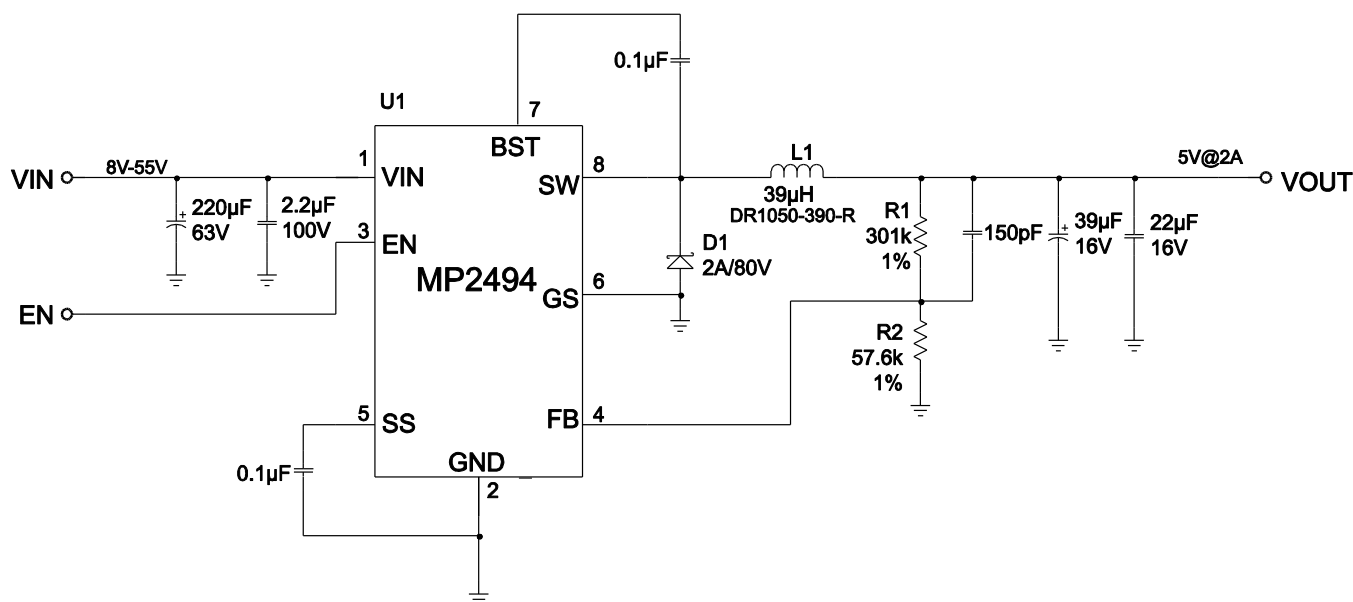 0.1µF
U1
7
BST
VIN
8V-55V
1
VIN
8
SW
L1
39µH
DR1050-390-R
5V@2A
VOUT
+
220µF
63V
2.2µF
100V
3
EN
EN
MP2494
D1
2A/80V
6
GS
R1
301k
1%
150pF
+
39µF
16V
22µF
16V
R2
57.6k
1%
5
SS
FB
4
0.1µF
GND
2